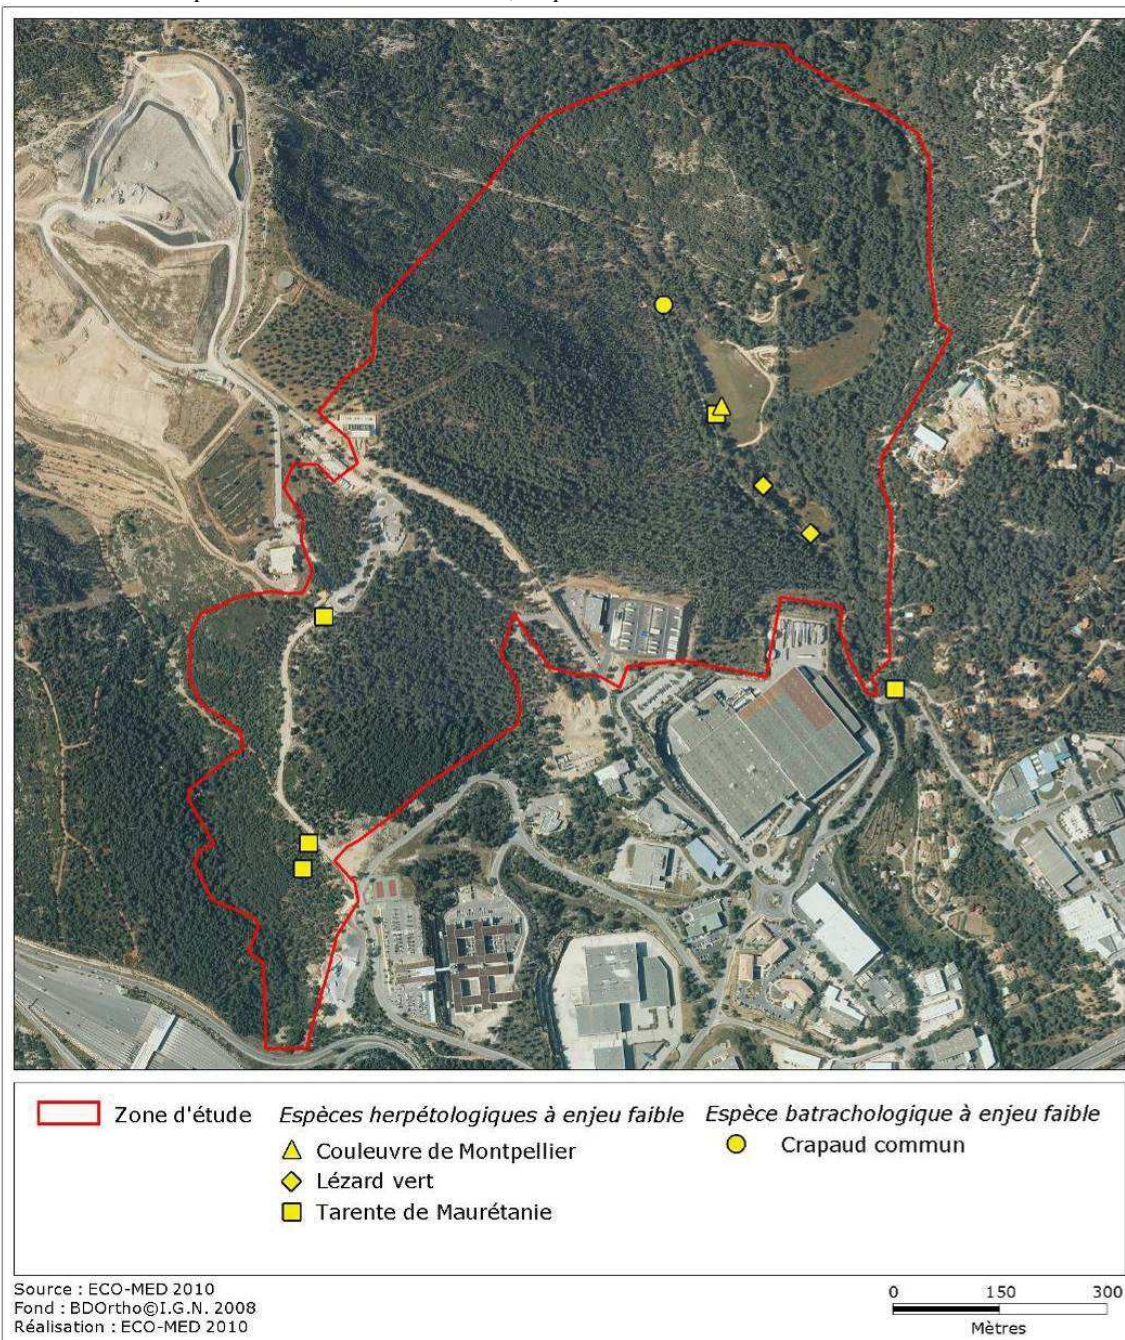 Zone d'étude
Espèces herpétologiques à enjeu faible
Couleuvre de Montpellier
Lézard vert
Tarente de Maurétanie
Espèce batrachologique à enjeu faible
Crapaud commun
Source : ECO-MED 2010
Fond : BDOrtho©I.G.N. 2008
Réalisation : ECO-MED 2010
0 150 300
Mètres